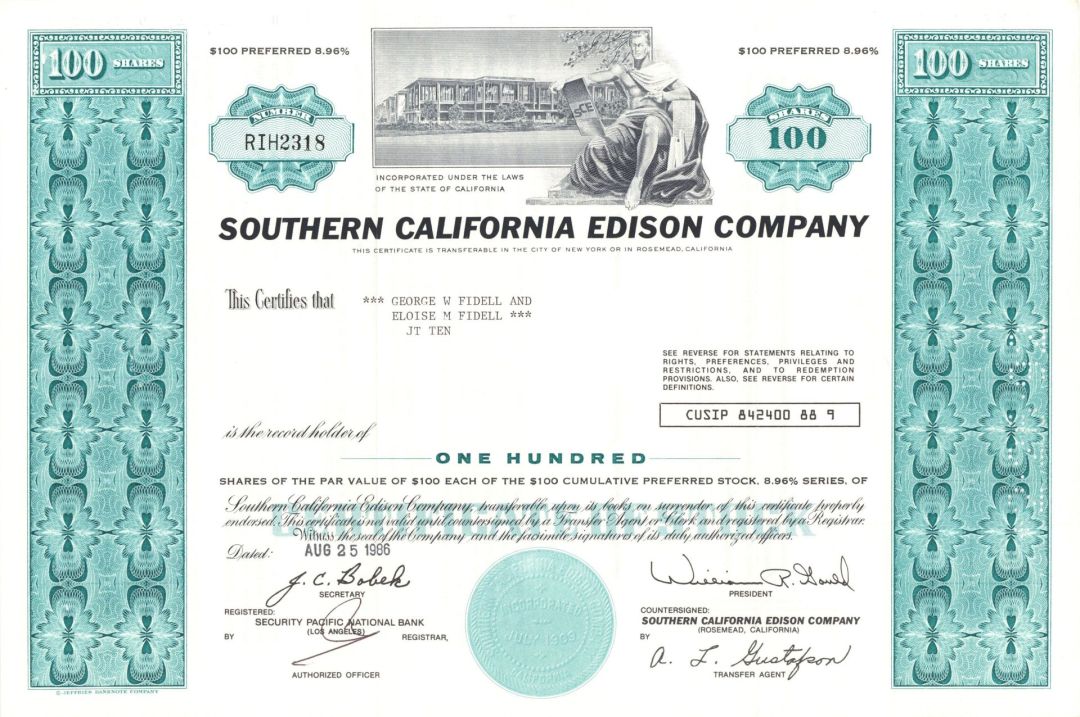 100 SHARES
$100 PREFERRED 8.96%
$100 PREFERRED 8.96%
100 SHARES
NUMBER
RIH2318
SCE
SHARES
100
INCORPORATED UNDER THE LAWS
OF THE STATE OF CALIFORNIA
SOUTHERN CALIFORNIA EDISON COMPANY
THIS CERTIFICATE IS TRANSFERABLE IN THE CITY OF NEW YORK OR IN ROSEMEAD, CALIFORNIA
This Certifies that
*** GEORGE W FIDELL AND
ELOISE M FIDELL ***
JT TEN
SEE REVERSE FOR STATEMENTS RELATING TO
RIGHTS, PREFERENCES, PRIVILEGES AND
RESTRICTIONS, AND TO REDEMPTION
PROVISIONS. ALSO, SEE REVERSE FOR CERTAIN
DEFINITIONS.
CUSIP 842400 88 9
is the record holder of
ONE HUNDRED
SHARES OF THE PAR VALUE OF $100 EACH OF THE $100 CUMULATIVE PREFERRED STOCK, 8.96% SERIES, OF
Southern California Edison Company, transferable upon its books on surrender of this certificate properly
endorsed. This certificate is not valid until countersigned by a Transfer Agent or Clerk and registered by a Registrar.
Witness the seal of the Company and the facsimile signatures of its duly authorized officers.
Dated: AUG 25 1986
J. C. Bobek
SECRETARY
William R. Gould
PRESIDENT
REGISTERED:
SECURITY PACIFIC NATIONAL BANK
(LOS ANGELES)
BY REGISTRAR,
AUTHORIZED OFFICER
COUNTERSIGNED:
SOUTHERN CALIFORNIA EDISON COMPANY
(ROSEMEAD, CALIFORNIA)
BY
A. L. Gustafson
TRANSFER AGENT
© JEFFRIES BANKNOTE COMPANY